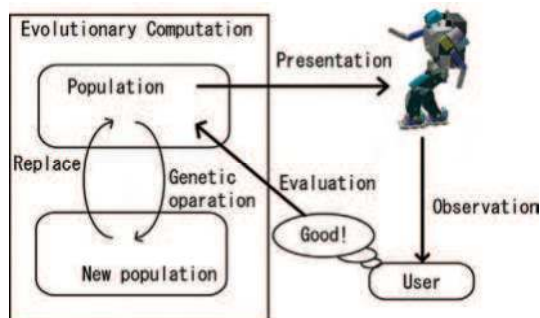 Evolutionary Computation
Presentation
Population
Replace
Genetic
oparation
Evaluation
Observation
Good!
New population
User